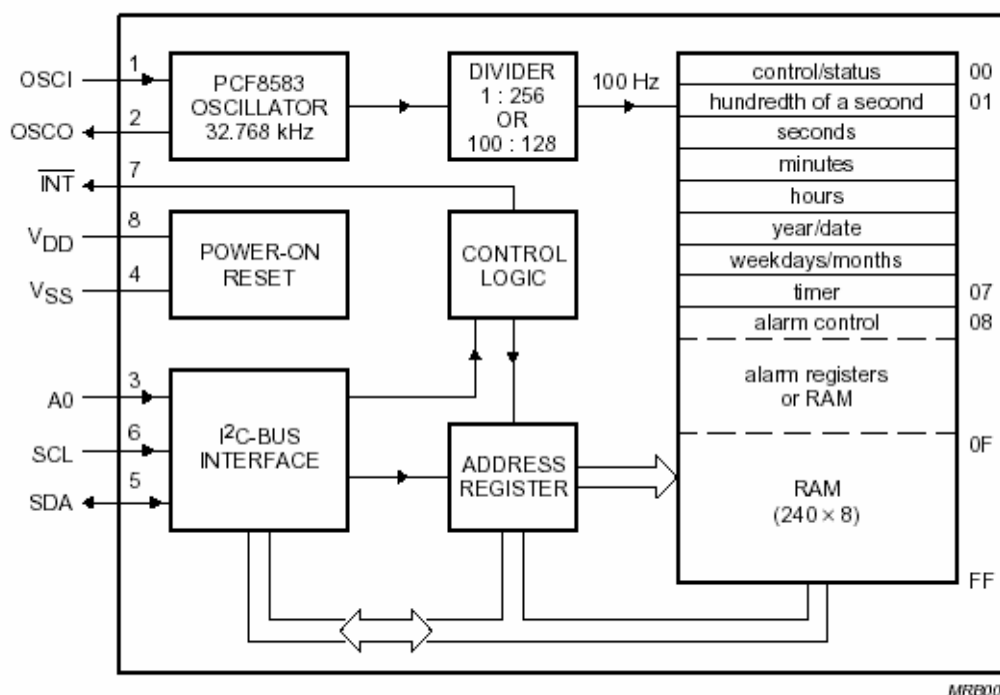 OSCI
1
OSCO
2
INT
7
VDD
8
VSS
4
A0
3
SCL
6
SDA
5
PCF8583
OSCILLATOR
32.768 kHz
DIVIDER
1 : 256
OR
100 : 128
100 Hz
POWER-ON
RESET
CONTROL
LOGIC
I2C-BUS
INTERFACE
ADDRESS
REGISTER
control/status
00
hundredth of a second
01
seconds
minutes
hours
year/date
weekdays/months
timer
07
alarm control
08
alarm registers
or RAM
0F
RAM
(240 × 8)
FF